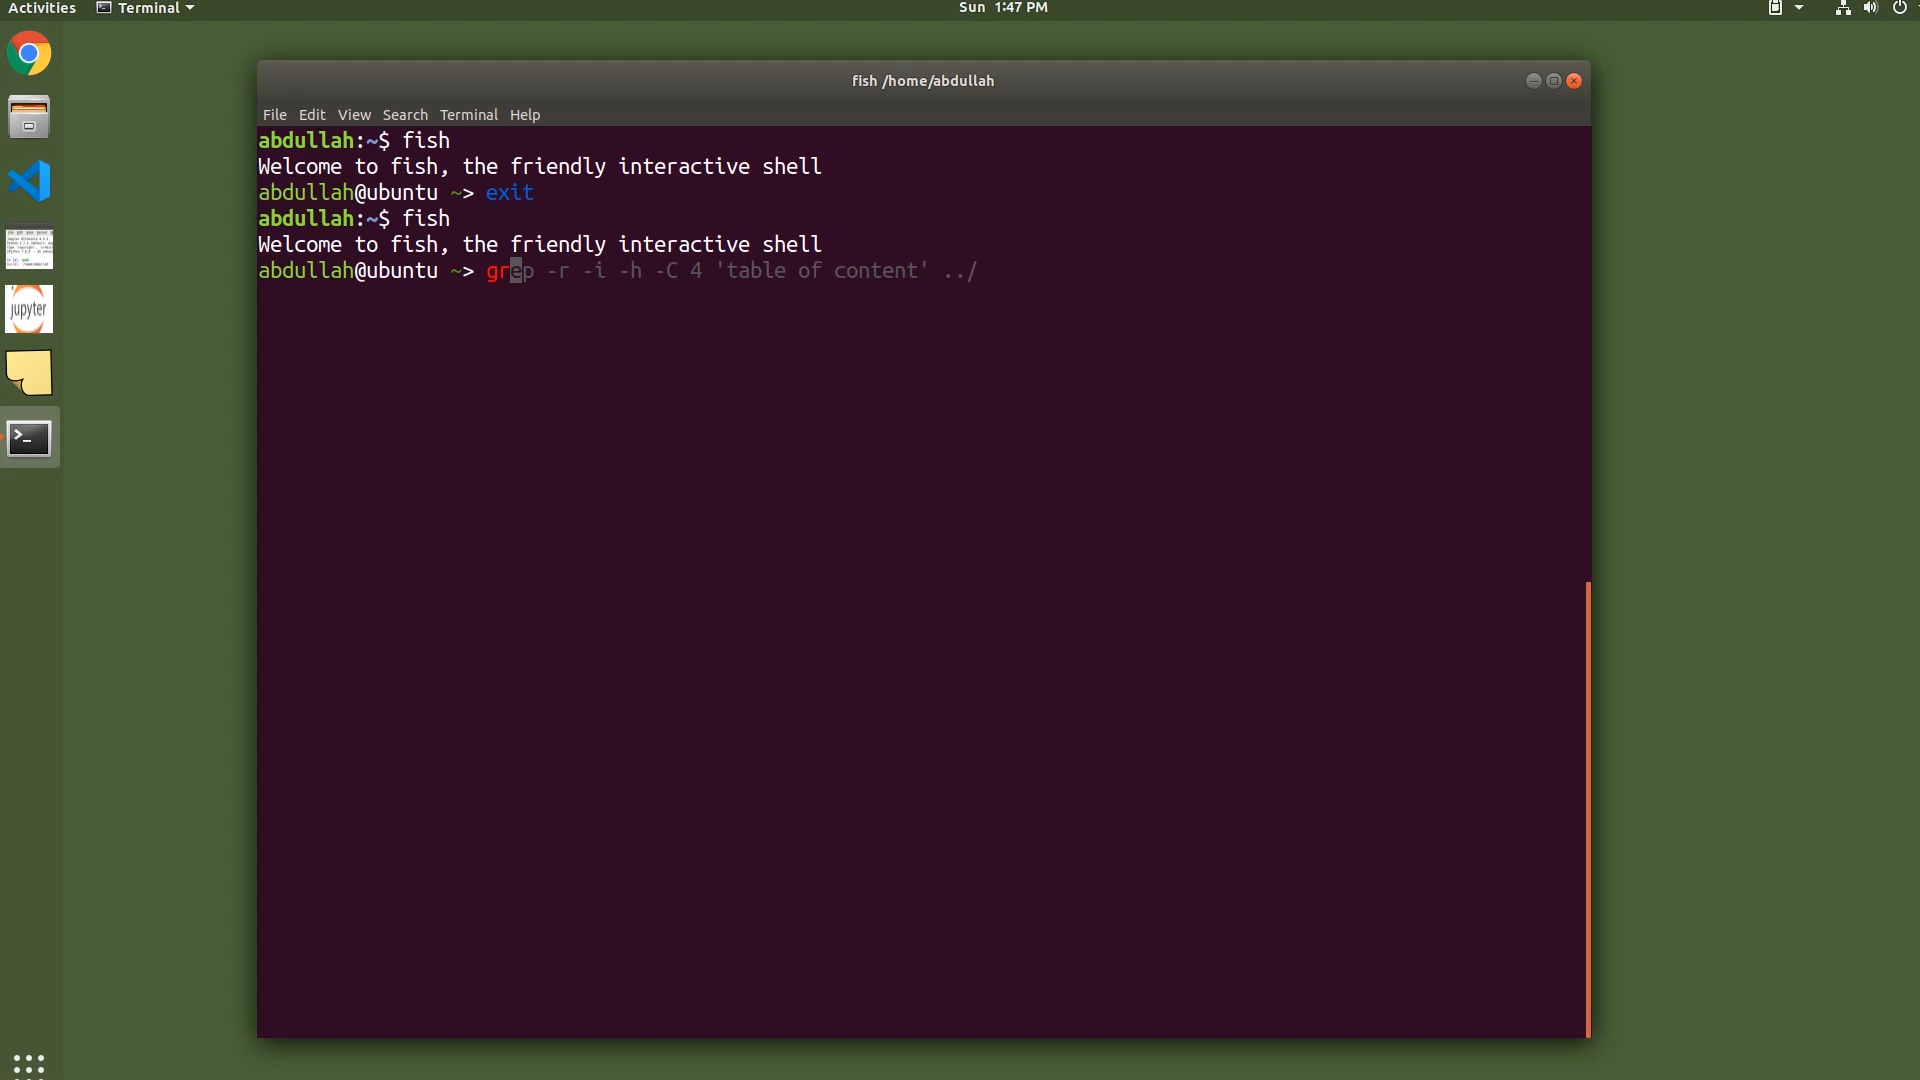 Activities Terminal Sun 1:47 PM
fish /home/abdullah
File Edit View Search Terminal Help
abdullah:~$ fish
Welcome to fish, the friendly interactive shell
abdullah@ubuntu ~> exit
abdullah:~$ fish
Welcome to fish, the friendly interactive shell
abdullah@ubuntu ~> grep -r -i -h -C 4 'table of content' ../
jupyter